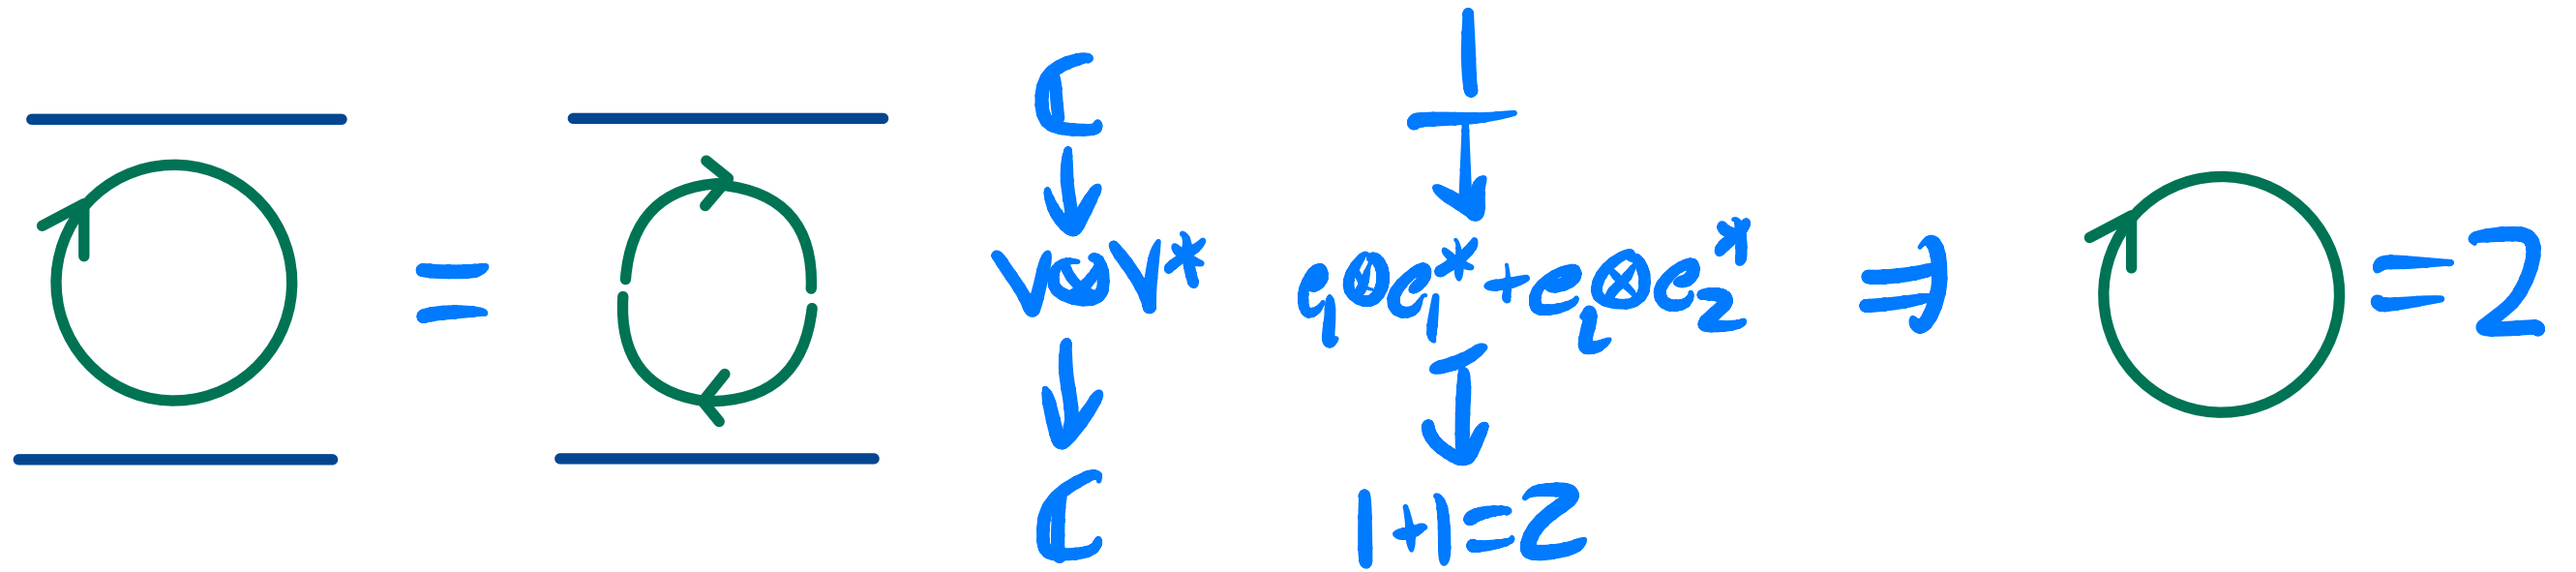 =
ℂ
↓
V⊗V*
↓
ℂ
1
↧
e₁⊗e₁*+e₂⊗e₂*
↧
1+1=2
⇒
=2